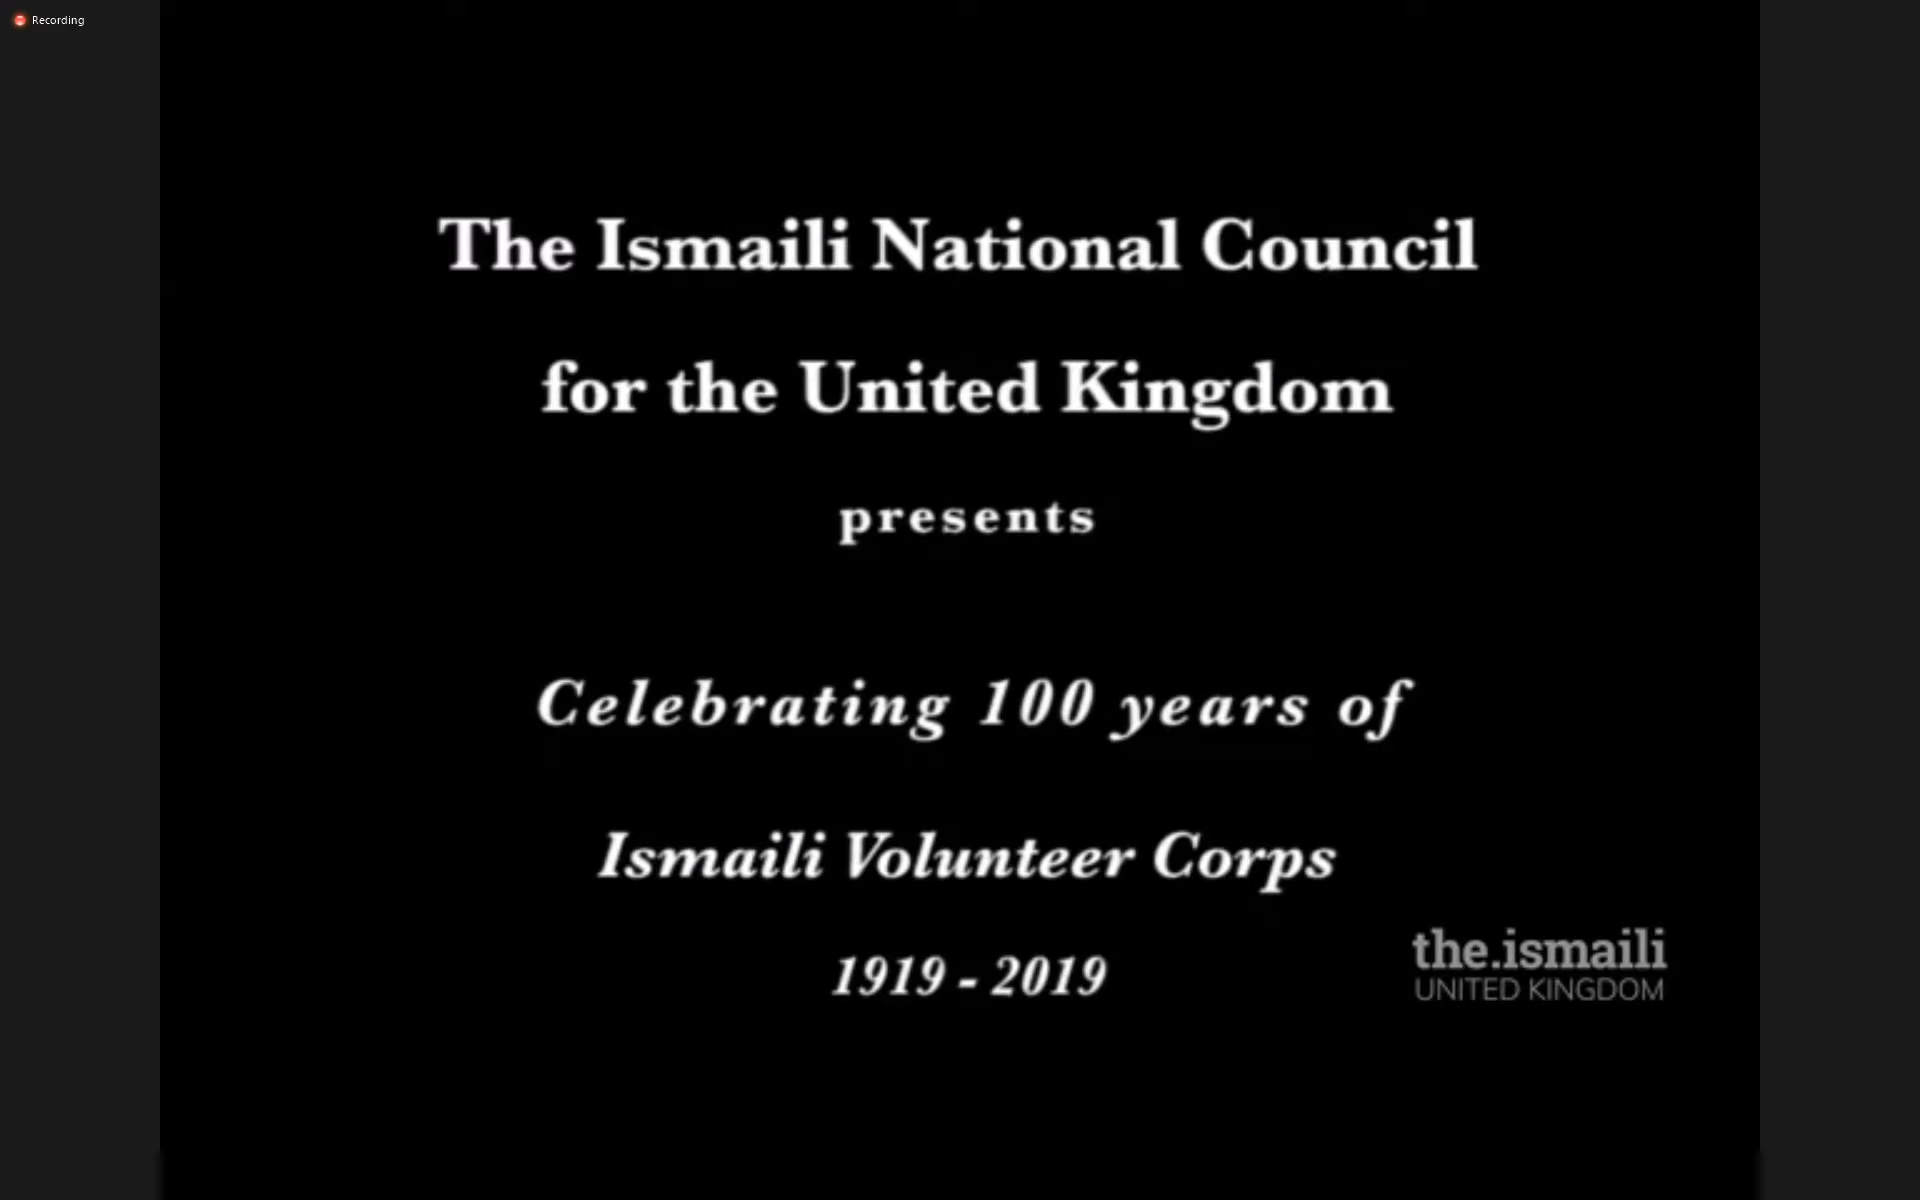 Recording
The Ismaili National Council
for the United Kingdom
presents
Celebrating 100 years of
Ismaili Volunteer Corps
1919 - 2019
the.ismaili
UNITED KINGDOM